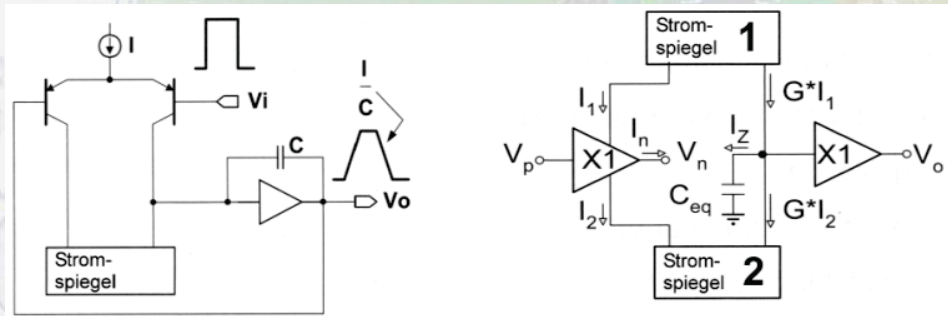 I
Vi
I
C
C
Vo
Strom-
spiegel
Strom-
spiegel
1
I1
G*I1
In
IZ
Vp
X1
Vn
X1
Vo
Ceq
I2
G*I2
Strom-
spiegel
2